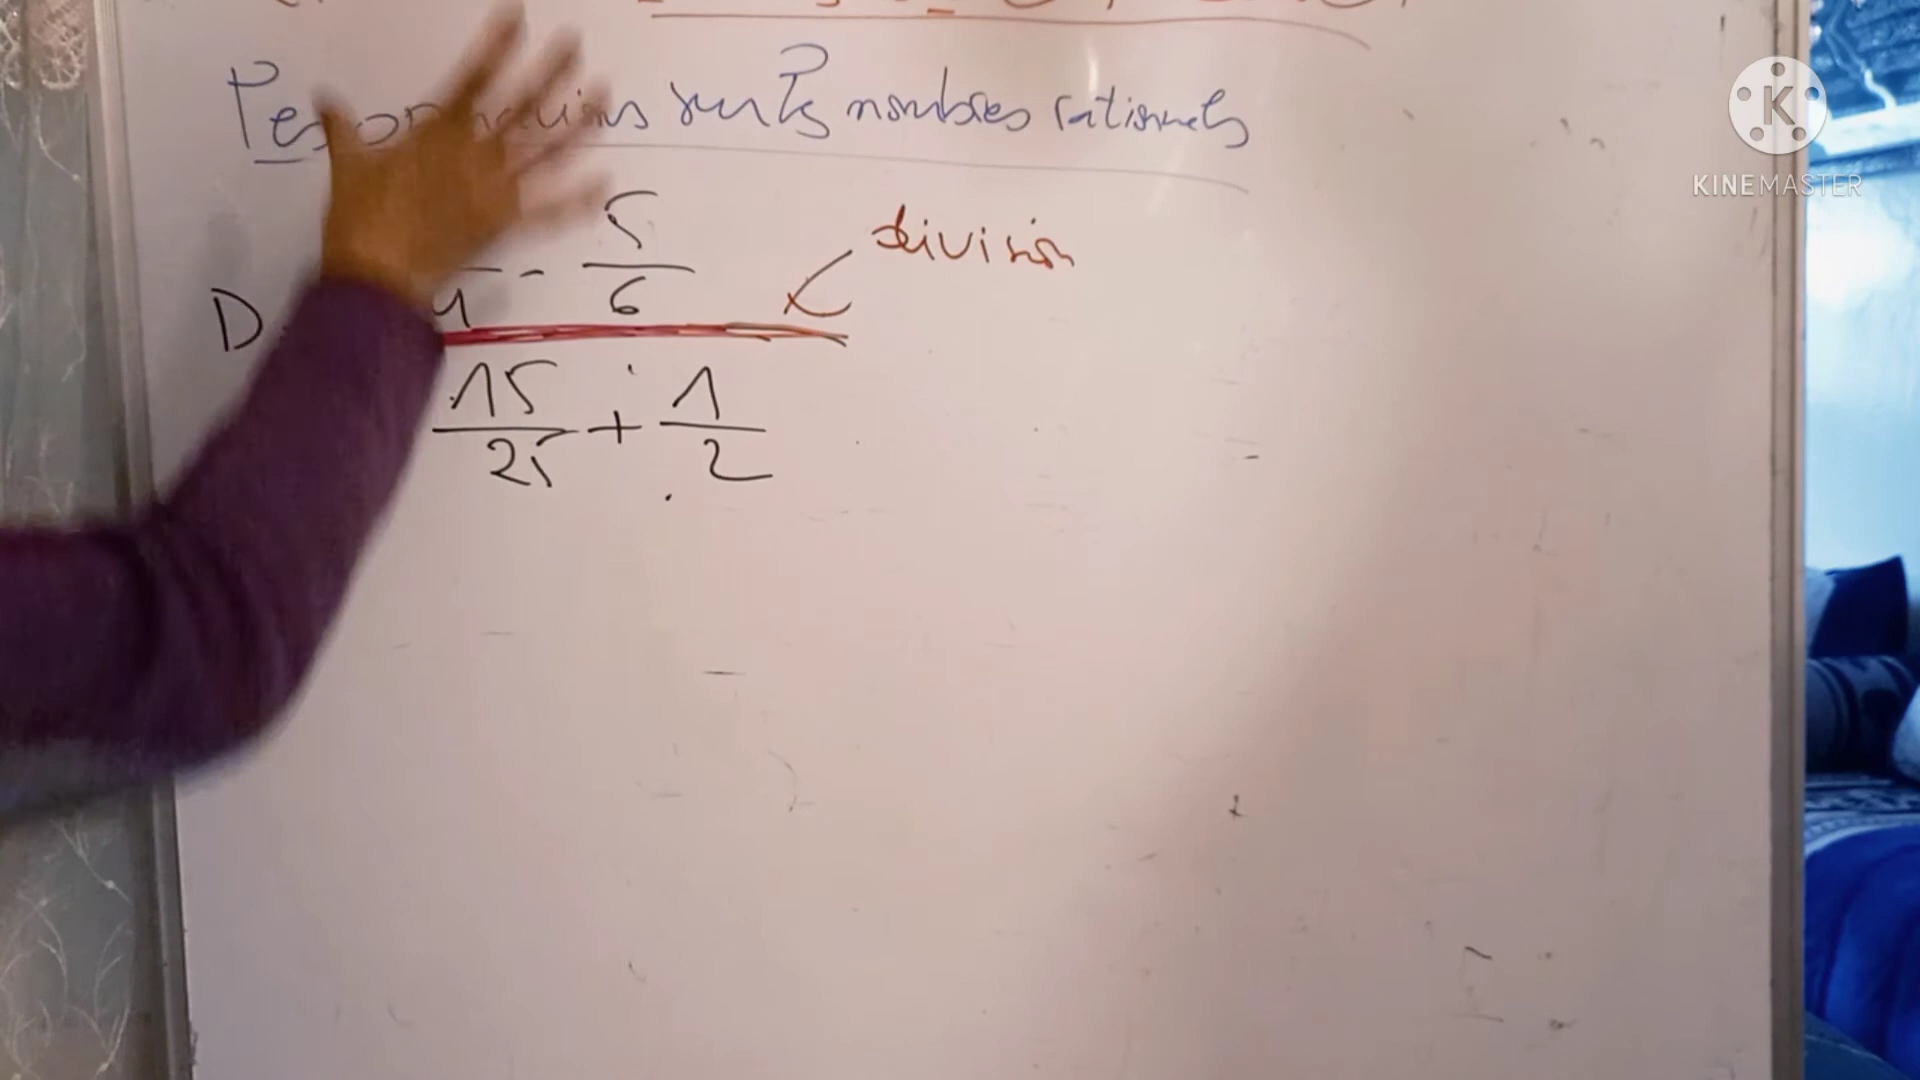 Les opérations sur les nombres rationnels
- 5/6
division
D
15/25 + 1/2
KINEMASTER